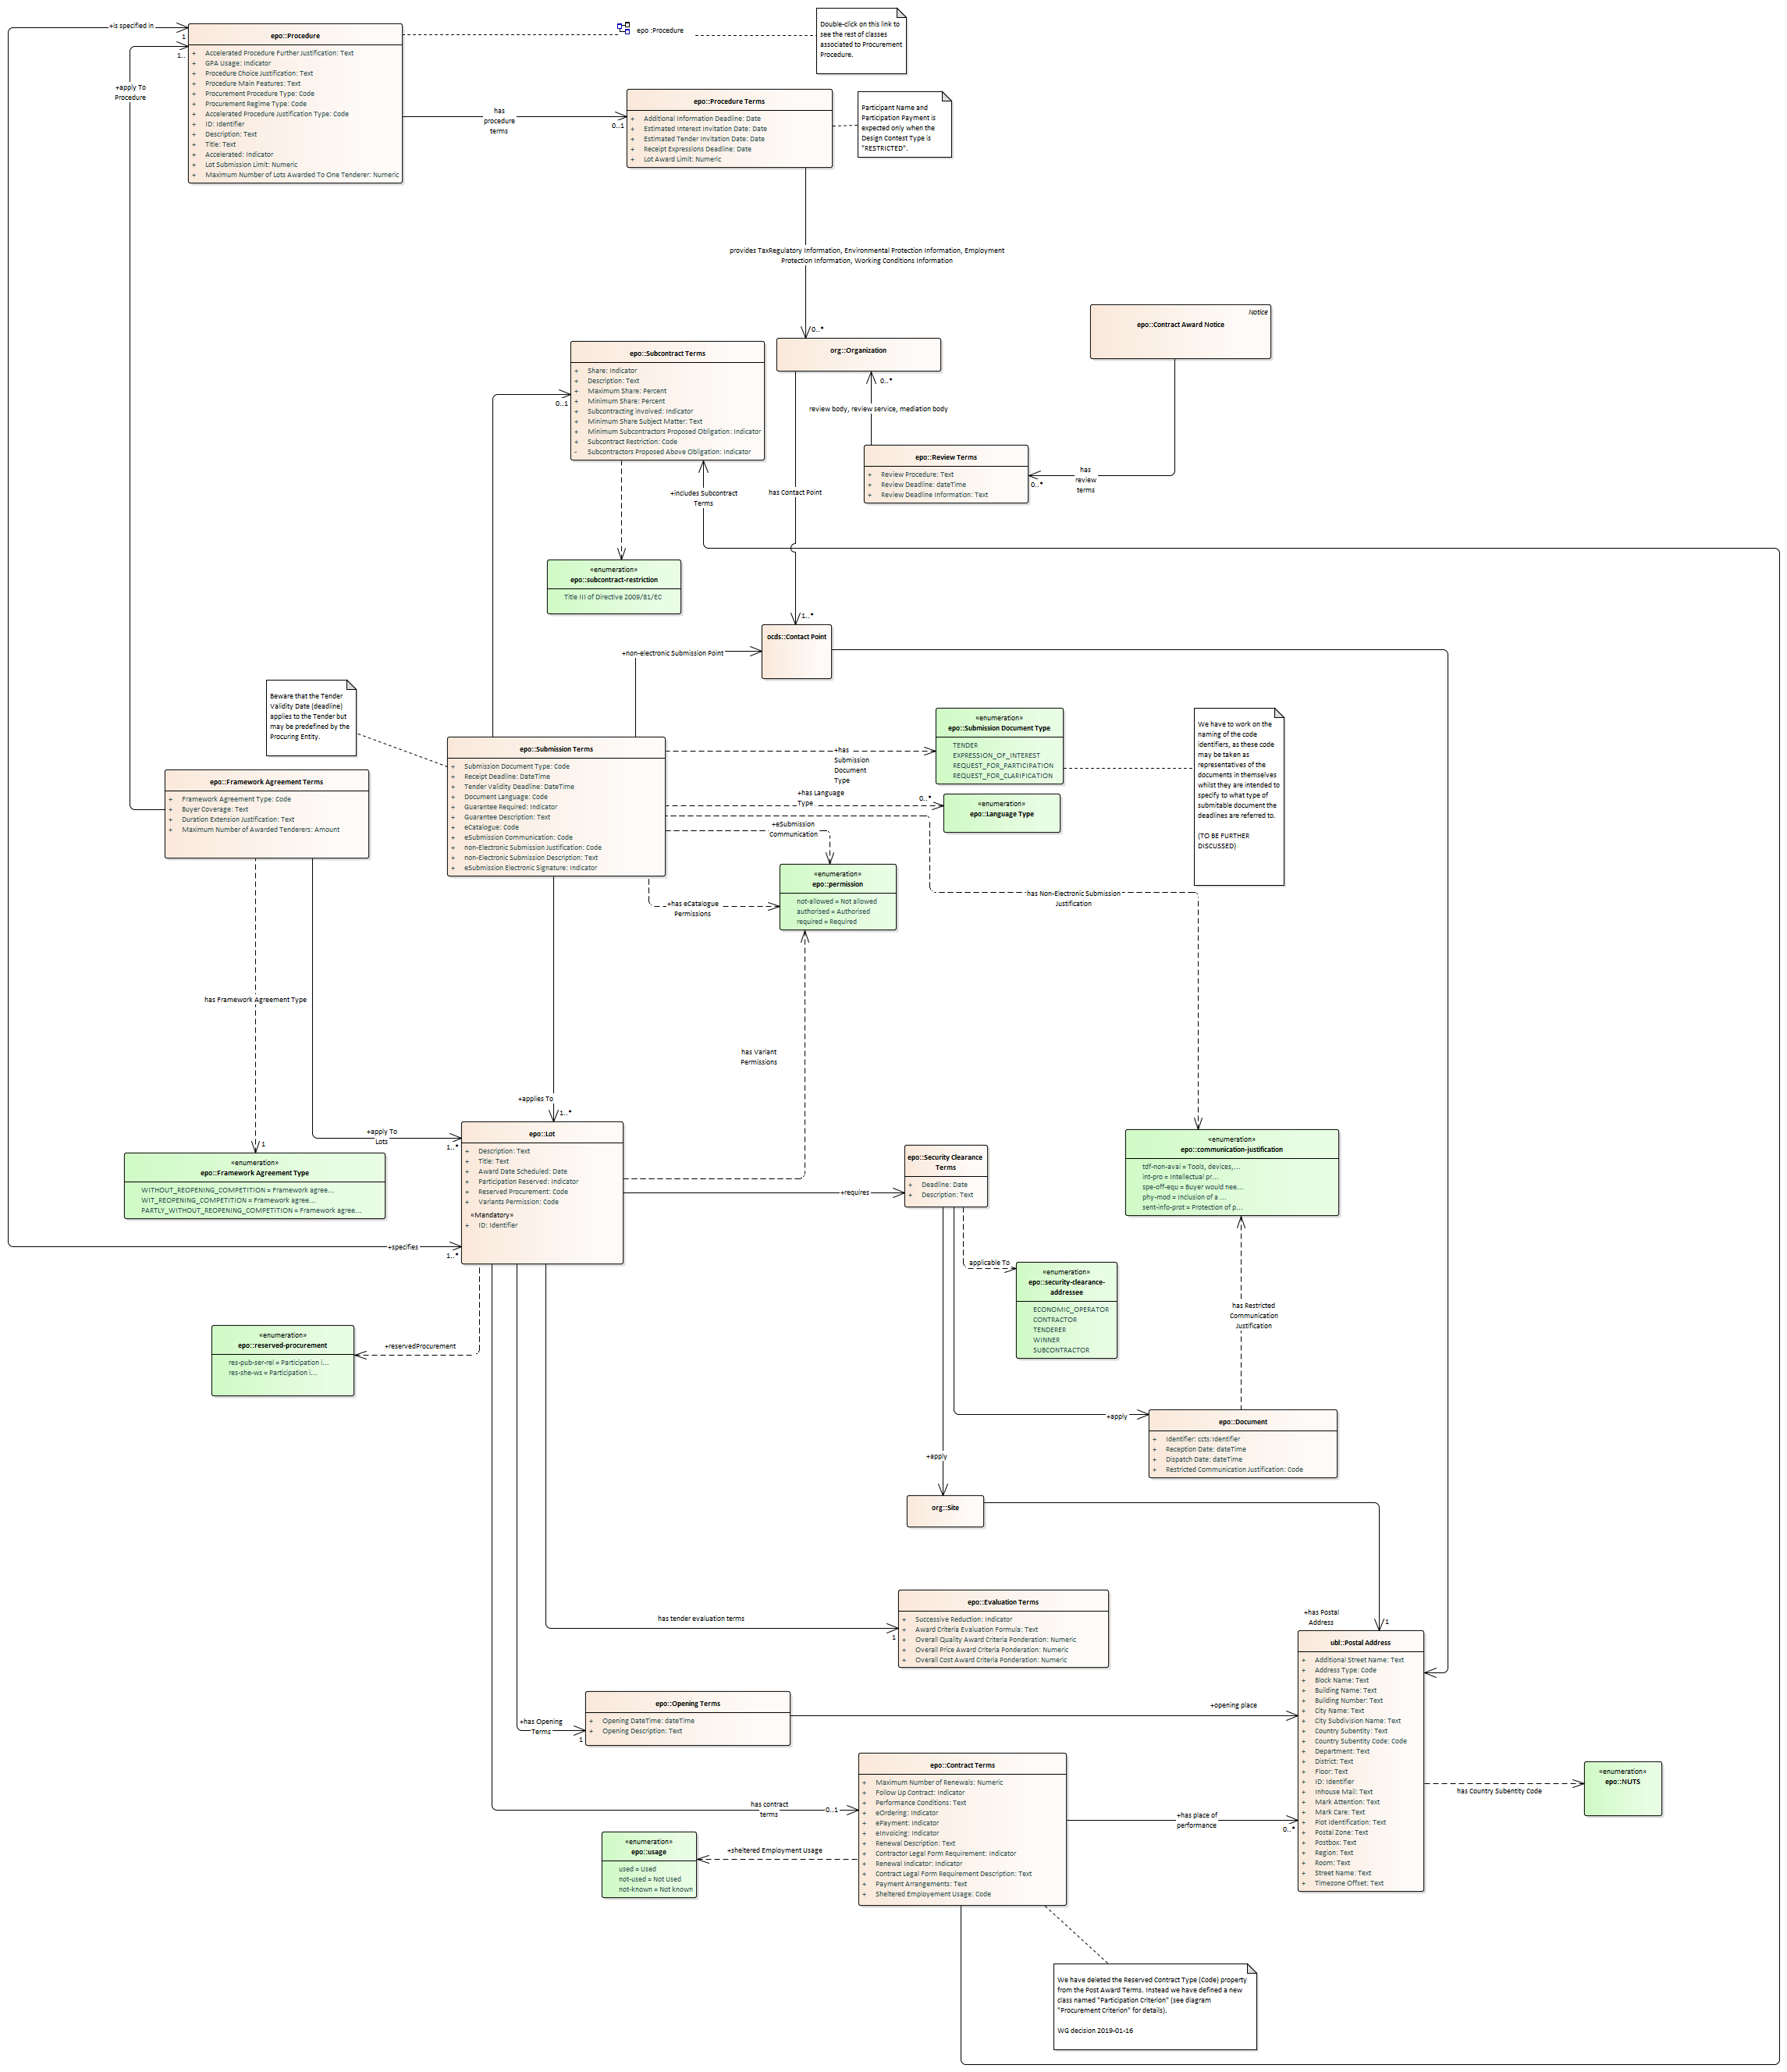 +is specified in
1
1..
+apply To
Procedure
epo::Procedure
+ Accelerated Procedure Further Justification: Text
+ GPA Usage: Indicator
+ Procedure Choice Justification: Text
+ Procedure Main Features: Text
+ Procurement Procedure Type: Code
+ Procurement Regime Type: Code
+ Accelerated Procedure Justification Type: Code
+ ID: Identifier
+ Description: Text
+ Title: Text
+ Accelerated: Indicator
+ Lot Submission Limit: Numeric
+ Maximum Number of Lots Awarded To One Tenderer: Numeric
epo :Procedure
Double-click on this link to
see the rest of classes
associated to Procurement
Procedure.
has
procedure
terms
0..1
epo::Procedure Terms
+ Additional Information Deadline: Date
+ Estimated Interest Invitation Date: Date
+ Estimated Tender Invitation Date: Date
+ Receipt Expressions Deadline: Date
+ Lot Award Limit: Numeric
Participant Name and
Participation Payment is
expected only when the
Design Contest Type is
"RESTRICTED".
provides TaxRegulatory Information, Environmental Protection Information, Employment
Protection Information, Working Conditions Information
0..*
org::Organization
0..*
Notice
epo::Contract Award Notice
epo::Subcontract Terms
+ Share: Indicator
+ Description: Text
+ Maximum Share: Percent
+ Minimum Share: Percent
+ Subcontracting involved: Indicator
+ Minimum Share Subject Matter: Text
+ Minimum Subcontractors Proposed Obligation: Indicator
+ Subcontract Restriction: Code
- Subcontractors Proposed Above Obligation: Indicator
0..1
review body, review service, mediation body
epo::Review Terms
+ Review Procedure: Text
+ Review Deadline: dateTime
+ Review Deadline Information: Text
0..*
has
review
terms
+includes Subcontract
Terms
has Contact Point
«enumeration»
epo::subcontract-restriction
Title III of Directive 2009/81/EC
1..*
ocds::Contact Point
+non-electronic Submission Point
Beware that the Tender
Validity Date (deadline)
applies to the Tender but
may be predefined by the
Procuring Entity.
epo::Submission Terms
+ Submission Document Type: Code
+ Receipt Deadline: DateTime
+ Tender Validity Deadline: DateTime
+ Document Language: Code
+ Guarantee Required: Indicator
+ Guarantee Description: Text
+ eCatalogue: Code
+ eSubmission Communication: Code
+ non-Electronic Submission Justification: Code
+ non-Electronic Submission Description: Text
+ eSubmission Electronic Signature: Indicator
+has
Submission
Document
Type
«enumeration»
epo::Submission Document Type
TENDER
EXPRESSION_OF_INTEREST
REQUEST_FOR_PARTICIPATION
REQUEST_FOR_CLARIFICATION
We have to work on the
naming of the code
identifiers, as these code
may be taken as
representatives of the
documents in themselves
whilst they are intended to
specify to what type of
submitable document the
deadlines are referred to.
(TO BE FURTHER
DISCUSSED)
epo::Framework Agreement Terms
+ Framework Agreement Type: Code
+ Buyer Coverage: Text
+ Duration Extension Justification: Text
+ Maximum Number of Awarded Tenderers: Amount
+has Language
Type
0..*
«enumeration»
epo::Language Type
+eSubmission
Communication
«enumeration»
epo::permission
not-allowed = Not allowed
authorised = Authorised
required = Required
+has eCatalogue
Permissions
has Non-Electronic Submission
Justification
has Framework Agreement Type
1
has Variant
Permissions
+applies To
1..*
+apply To
Lots
1..*
epo::Lot
+ Description: Text
+ Title: Text
+ Award Date Scheduled: Date
+ Participation Reserved: Indicator
+ Reserved Procurement: Code
+ Variants Permission: Code
«Mandatory»
+ ID: Identifier
«enumeration»
epo::Framework Agreement Type
WITHOUT_REOPENING_COMPETITION = Framework agree...
WIT_REOPENING_COMPETITION = Framework agree...
PARTLY_WITHOUT_REOPENING_COMPETITION = Framework agree...
+specifies
1..*
+requires
epo::Security Clearance
Terms
+ Deadline: Date
+ Description: Text
«enumeration»
epo::communication-justification
tdf-non-avai = Tools, devices,...
int-pro = Intellectual pr...
spe-off-equ = Buyer would nee...
phy-mod = Inclusion of a ...
sent-info-prot = Protection of p...
applicable To
«enumeration»
epo::security-clearance-
addressee
ECONOMIC_OPERATOR
CONTRACTOR
TENDERER
WINNER
SUBCONTRACTOR
has Restricted
Communication
Justification
«enumeration»
epo::reserved-procurement
res-pub-ser-rel = Participation i...
res-she-ws = Participation i...
+reservedProcurement
+apply
epo::Document
+ Identifier: ccts:Identifier
+ Reception Date: dateTime
+ Dispatch Date: dateTime
+ Restricted Communication Justification: Code
+apply
org::Site
has tender evaluation terms
1
epo::Evaluation Terms
+ Successive Reduction: Indicator
+ Award Criteria Evaluation Formula: Text
+ Overall Quality Award Criteria Ponderation: Numeric
+ Overall Price Award Criteria Ponderation: Numeric
+ Overall Cost Award Criteria Ponderation: Numeric
+has Postal
Address
1
ubl::Postal Address
+ Additional Street Name: Text
+ Address Type: Code
+ Block Name: Text
+ Building Name: Text
+ Building Number: Text
+ City Name: Text
+ City Subdivision Name: Text
+ Country Subentity: Text
+ Country Subentity Code: Code
+ Department: Text
+ District: Text
+ Floor: Text
+ ID: Identifier
+ Inhouse Mail: Text
+ Mark Attention: Text
+ Mark Care: Text
+ Plot Identification: Text
+ Postal Zone: Text
+ Postbox: Text
+ Region: Text
+ Room: Text
+ Street Name: Text
+ Timezone Offset: Text
+has Opening
Terms
1
epo::Opening Terms
+ Opening DateTime: dateTime
+ Opening Description: Text
+opening place
has Country Subentity Code
«enumeration»
epo::NUTS
has contract
terms
0..1
epo::Contract Terms
+ Maximum Number of Renewals: Numeric
+ Follow Up Contract: Indicator
+ Performance Conditions: Text
+ eOrdering: Indicator
+ ePayment: Indicator
+ eInvoicing: Indicator
+ Renewal Description: Text
+ Contractor Legal Form Requirement: Indicator
+ Renewal Indicator: Indicator
+ Contract Legal Form Requirement Description: Text
+ Payment Arrangements: Text
+ Sheltered Employement Usage: Code
+has place of
performance
0..*
«enumeration»
epo::usage
used = Used
not-used = Not Used
not-known = Not known
+sheltered Employment Usage
We have deleted the Reserved Contract Type (Code) property
from the Post Award Terms. Instead we have defined a new
class named "Participation Criterion" (see diagram
"Procurement Criterion" for details).
WG decision 2019-01-16